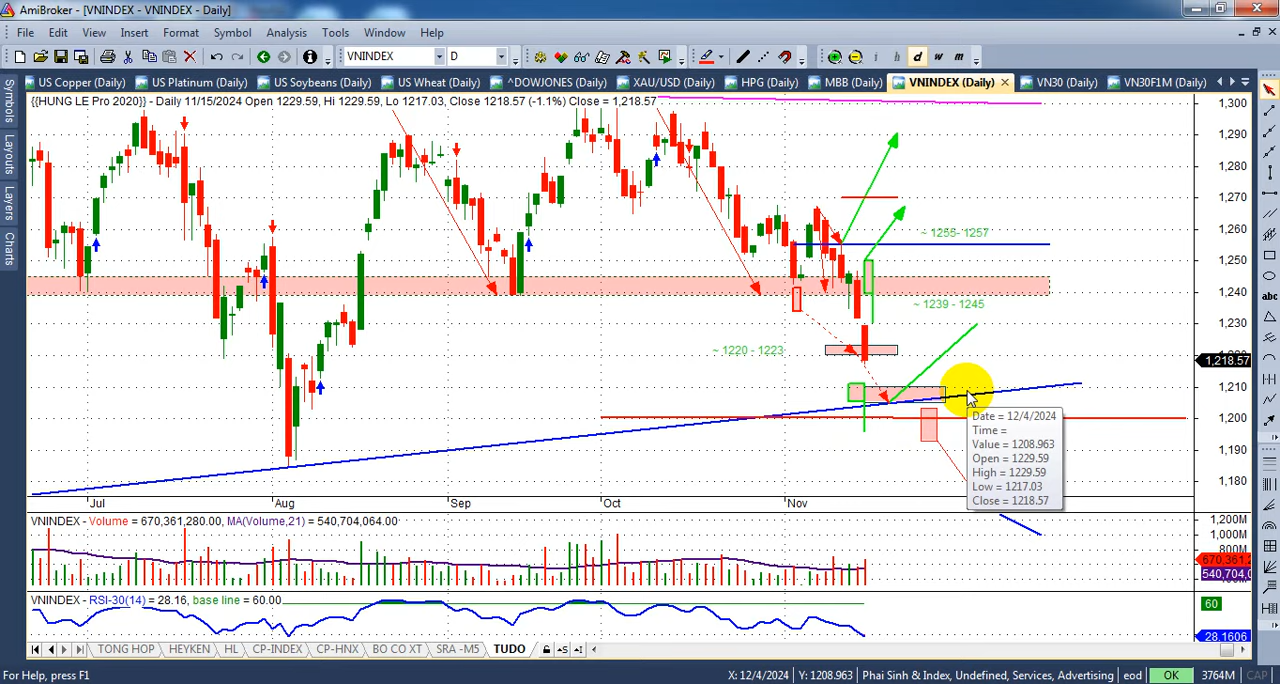 AmiBroker - [VNINDEX - VNINDEX - Daily]
File Edit View Insert Format Symbol Analysis Tools Window Help
VNINDEX D i h d w m
US Copper (Daily) US Platinum (Daily) US Soybeans (Daily) US Wheat (Daily) ^DOWJONES (Daily) XAU/USD (Daily) HPG (Daily) MBB (Daily) VNINDEX (Daily) VN30 (Daily) VN30F1M (Daily)
Symbols
Layouts
Layers
Charts
abc
{{HUNG LE Pro 2020}} - Daily 11/15/2024 Open 1229.59, Hi 1229.59, Lo 1217.03, Close 1218.57 (-1.1%) Close = 1,218.57
1,300
1,290
1,280
1,270
1,260
~ 1255- 1257
1,250
1,240
~ 1239 - 1245
1,230
~ 1220 - 1223
1,218.57
1,210
1,200
1,190
1,180
Date = 12/4/2024
Time =
Value = 1208.963
Open = 1229.59
High = 1229.59
Low = 1217.03
Close = 1218.57
Jul Aug Sep Oct Nov
VNINDEX - Volume = 670,361,280.00, MA(Volume,21) = 540,704,064.00
1,200M
1,000M
800M
670,361,2
540,704,0
VNINDEX - RSI-30(14) = 28.16, base line = 60.00
60
28.1606
TONG HOP HEYKEN HL CP-INDEX CP-HNX BO CO XT SRA -M5 TUDO
For Help, press F1 X: 12/4/2024 Y: 1208.963 Phai Sinh & Index, Undefined, Services, Advertising eod OK 3764M CAP